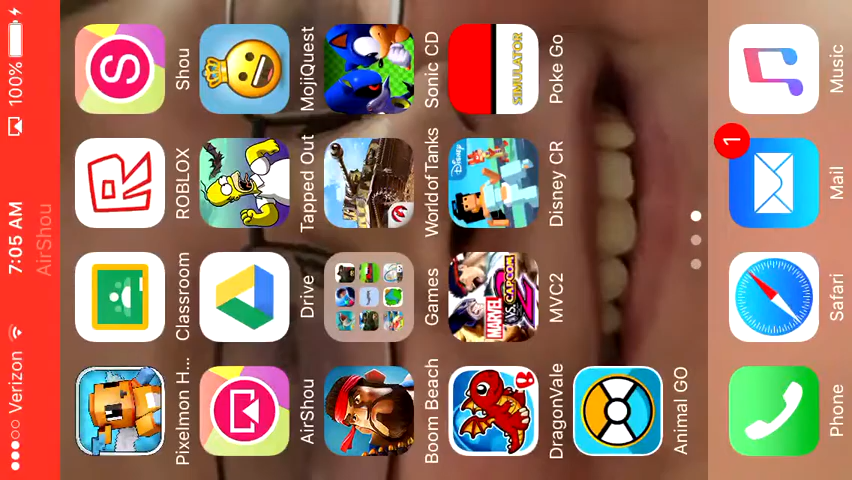 Verizon 7:05 AM 100%
AirShou
Pixelmon H... Classroom ROBLOX Shou
AirShou Drive Tapped Out MojiQuest
Boom Beach Games World of Tanks Sonic CD
MARVEL VS. CAPCOM 2
Disney
SIMULATOR
DragonVale MVC2 Disney CR Poke Go
Animal GO
1
Phone Safari Mail Music